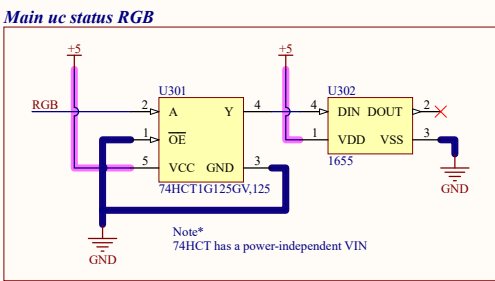 Main uc status RGB
+5 +5
U301 U302
RGB 2 A Y 4 4 DIN DOUT 2
1 OE 1 VDD VSS 3
5 VCC GND 3 1655
74HCT1G125GV,125 GND
Note*
74HCT has a power-independent VIN
GND